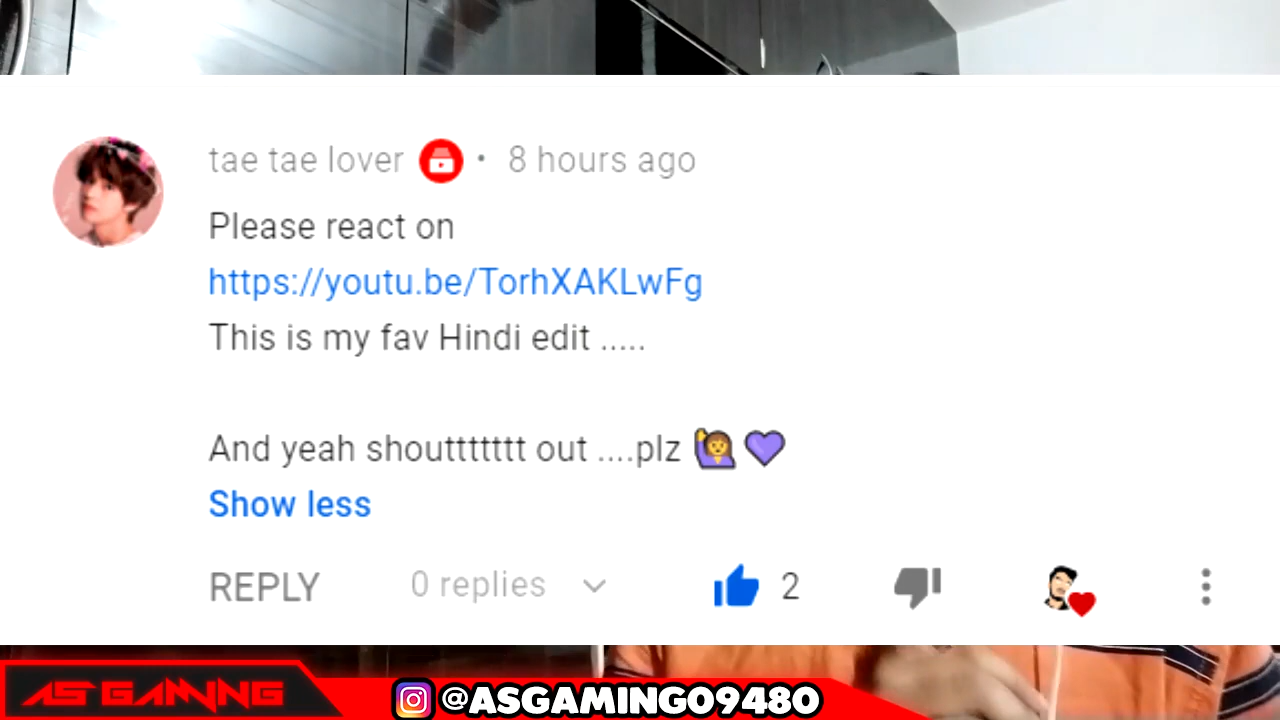 tae tae lover • 8 hours ago
Please react on
https://youtu.be/TorhXAKLwFg
This is my fav Hindi edit .....
And yeah shouttttttt out ....plz 🙋‍♀️💜
Show less
REPLY 0 replies 2
AS GAMING @ASGAMING09480